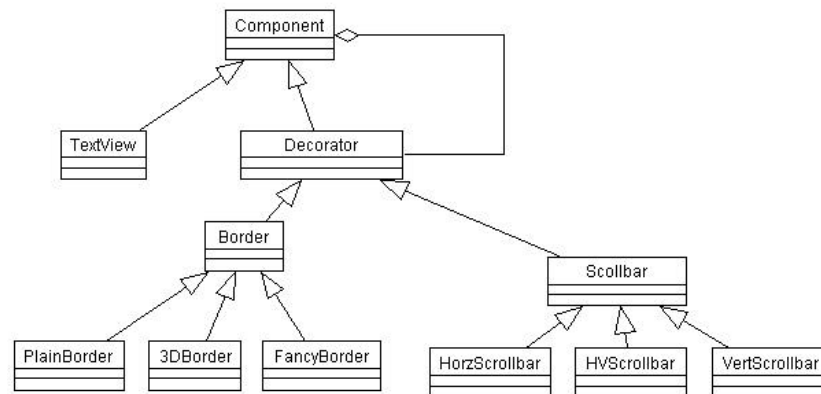 Component
TextView
Decorator
Border
Scollbar
PlainBorder
3DBorder
FancyBorder
HorzScrollbar
HVScrollbar
VertScrollbar